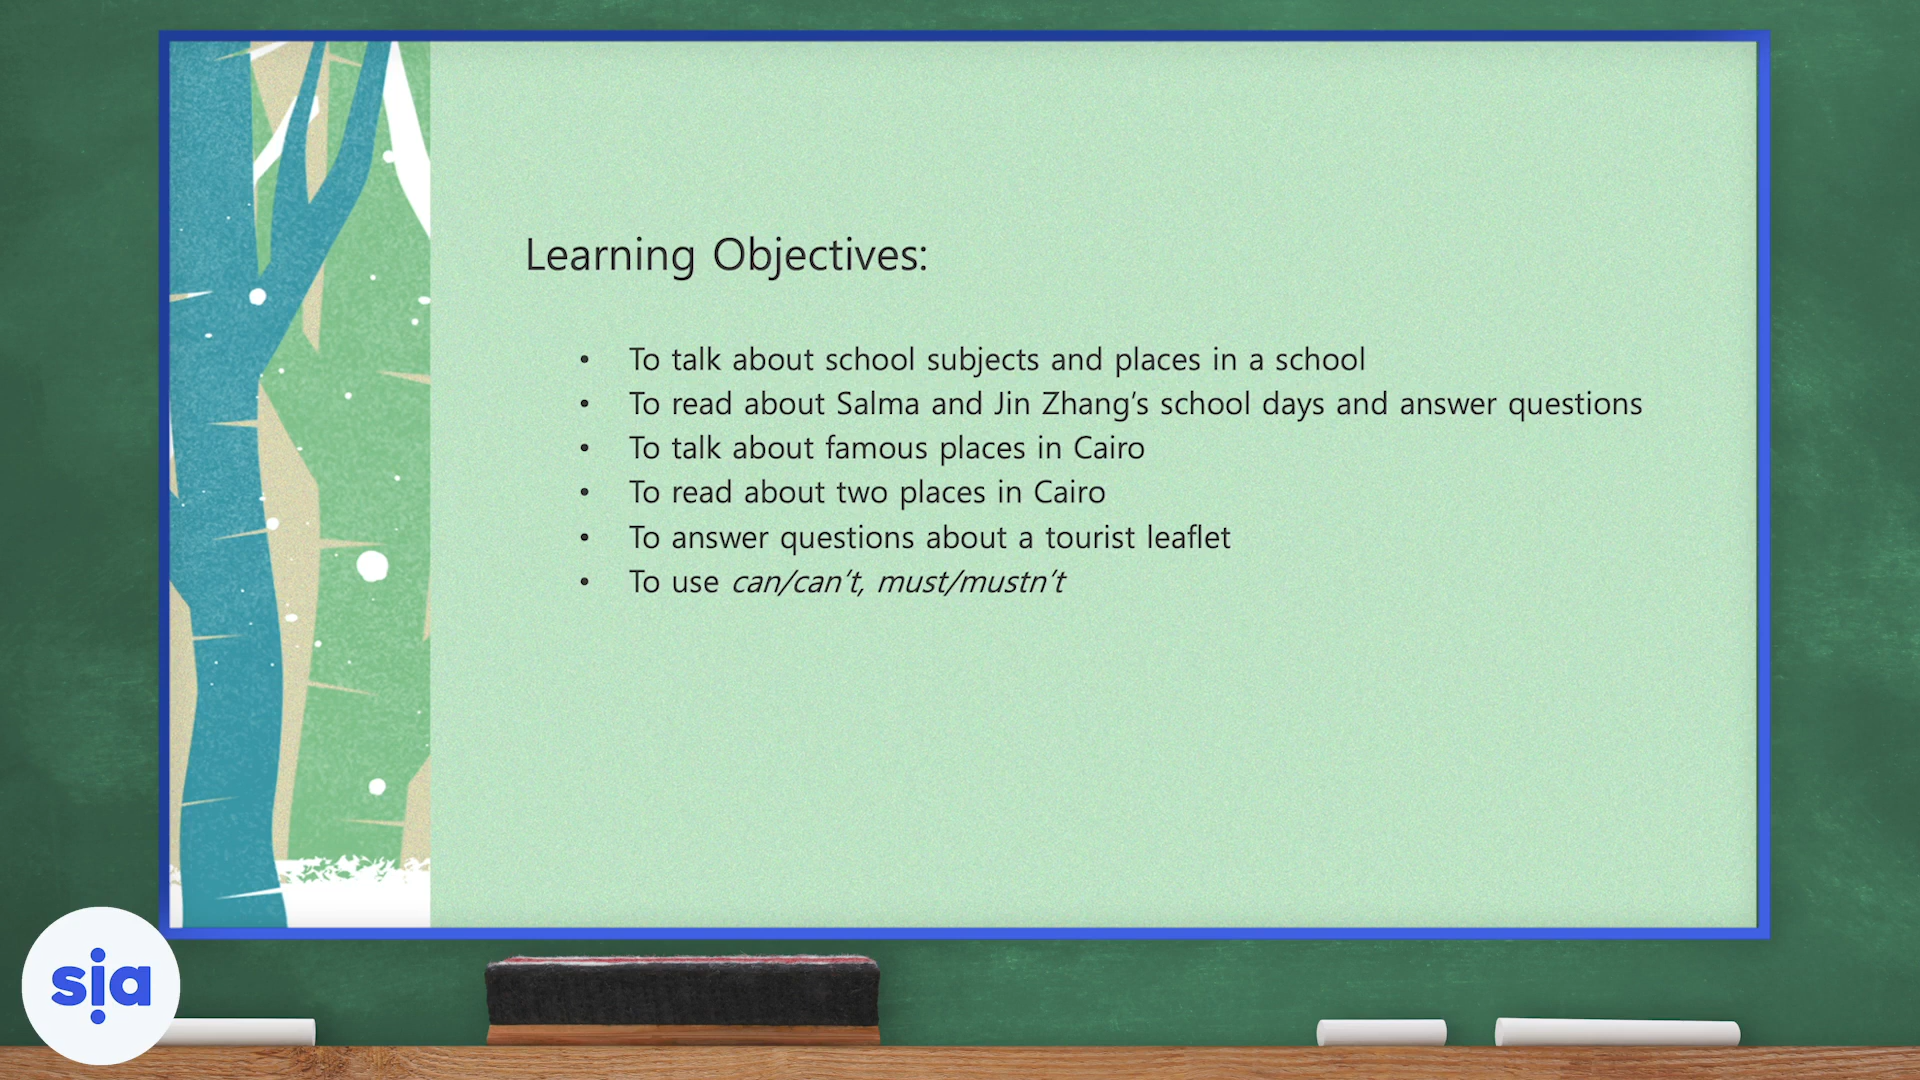 Learning Objectives:
• To talk about school subjects and places in a school
• To read about Salma and Jin Zhang's school days and answer questions
• To talk about famous places in Cairo
• To read about two places in Cairo
• To answer questions about a tourist leaflet
• To use can/can't, must/mustn't
sia